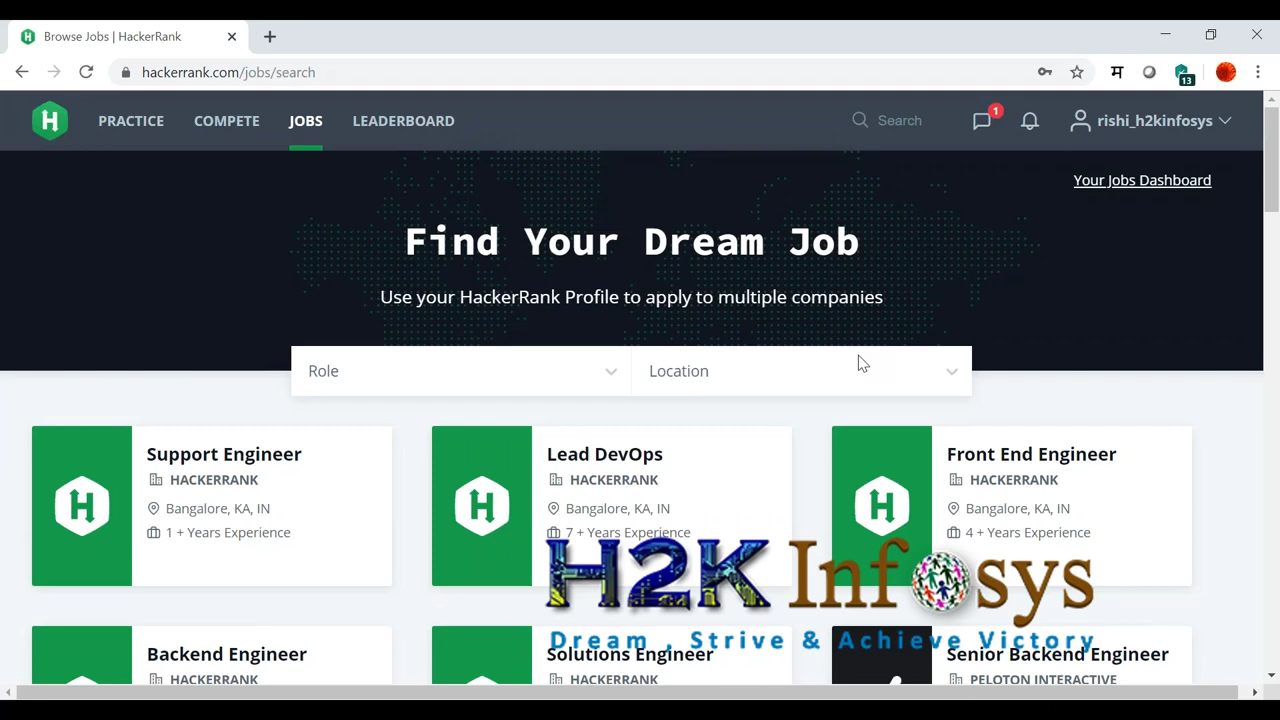 Browse Jobs | HackerRank
hackerrank.com/jobs/search
म
13
H
PRACTICE
COMPETE
JOBS
LEADERBOARD
Search
1
rishi_h2kinfosys
Your Jobs Dashboard
Find Your Dream Job
Use your HackerRank Profile to apply to multiple companies
Role
Location
H
Support Engineer
HACKERRANK
Bangalore, KA, IN
1 + Years Experience
H
Lead DevOps
HACKERRANK
Bangalore, KA, IN
7 + Years Experience
H
Front End Engineer
HACKERRANK
Bangalore, KA, IN
4 + Years Experience
H2K Infosys
Dream , Strive & Achieve Victory
Backend Engineer
HACKERRANK
Solutions Engineer
HACKERRANK
Senior Backend Engineer
PELOTON INTERACTIVE